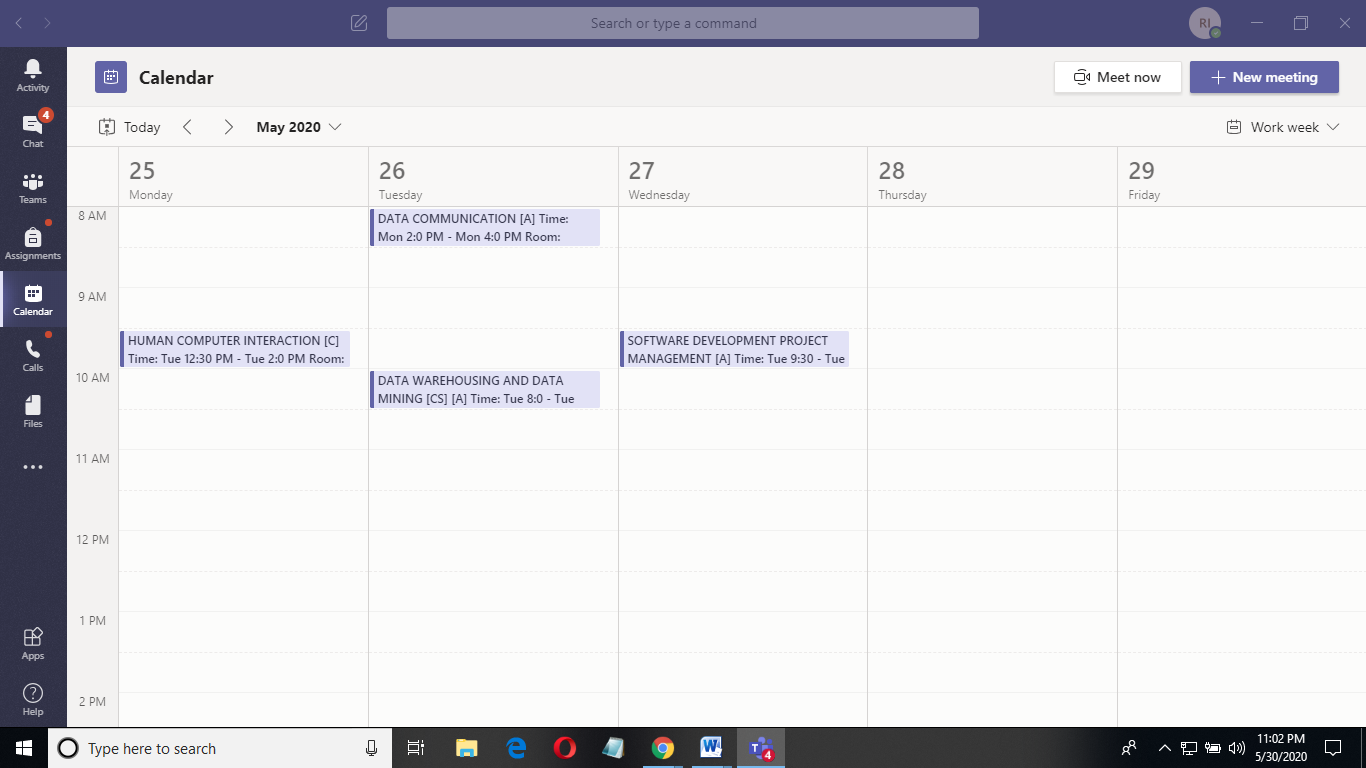 Search or type a command
RI
Activity
4
Chat
Teams
Assignments
Calendar
Calls
Files
Apps
Help
Calendar
Meet now
New meeting
Today
May 2020
Work week
25
Monday
26
Tuesday
27
Wednesday
28
Thursday
29
Friday
8 AM
9 AM
10 AM
11 AM
12 PM
1 PM
2 PM
HUMAN COMPUTER INTERACTION [C]
Time: Tue 12:30 PM - Tue 2:0 PM Room:
DATA COMMUNICATION [A] Time:
Mon 2:0 PM - Mon 4:0 PM Room:
DATA WAREHOUSING AND DATA
MINING [CS] [A] Time: Tue 8:0 - Tue
SOFTWARE DEVELOPMENT PROJECT
MANAGEMENT [A] Time: Tue 9:30 - Tue
Type here to search
4
11:02 PM
5/30/2020